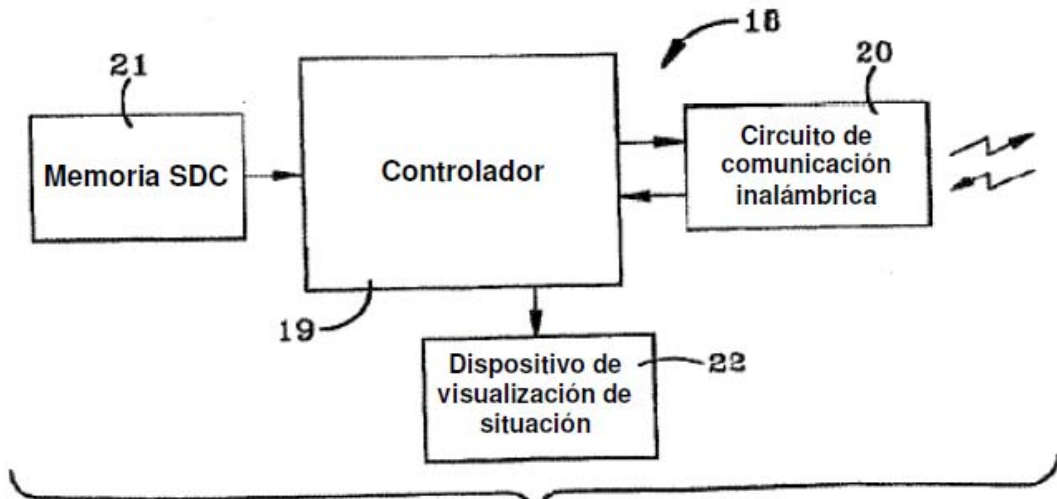 18
21
20
Memoria SDC
Controlador
Circuito de
comunicación
inalámbrica
19
Dispositivo de
visualización de
situación
22